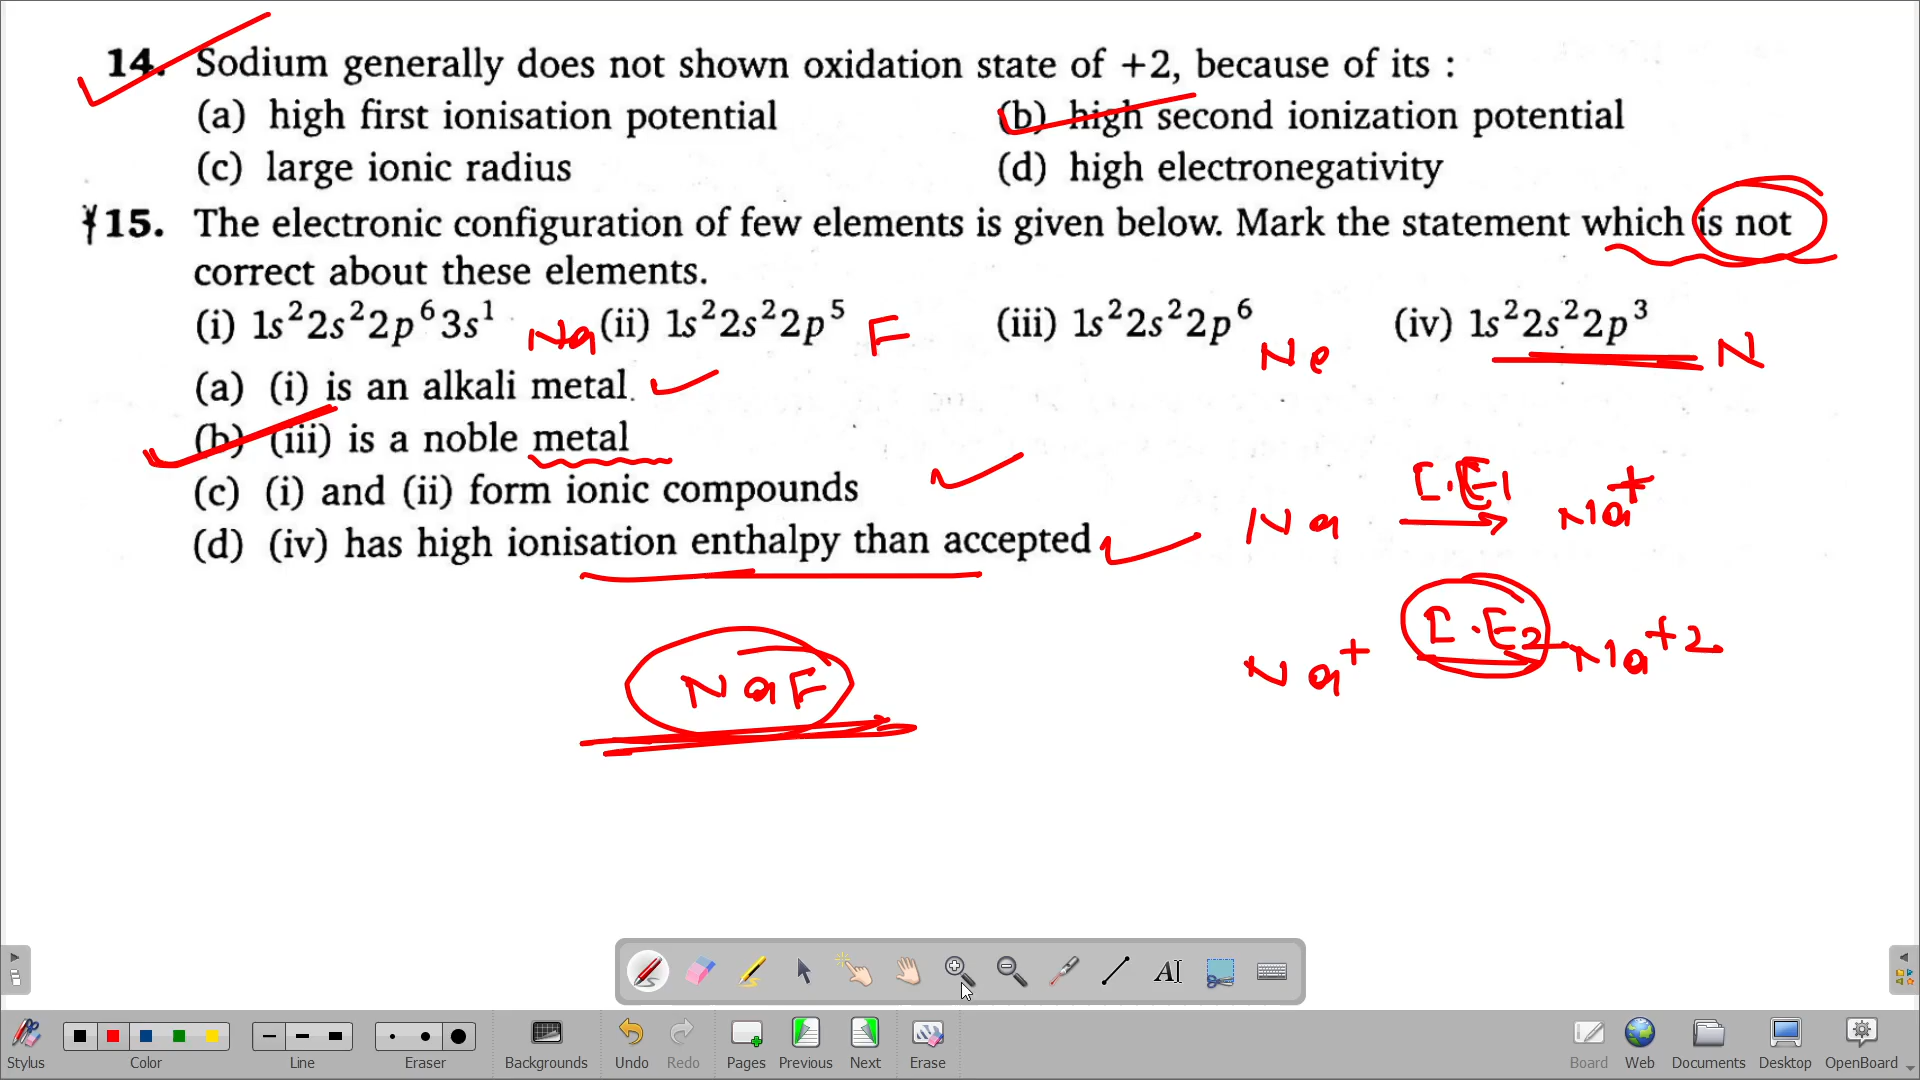 14. Sodium generally does not shown oxidation state of +2, because of its :
(a) high first ionisation potential (b) high second ionization potential
(c) large ionic radius (d) high electronegativity
15. The electronic configuration of few elements is given below. Mark the statement which is not
correct about these elements.
(i) 1s²2s²2p⁶3s¹ Na (ii) 1s²2s²2p⁵ F (iii) 1s²2s²2p⁶ Ne (iv) 1s²2s²2p³ N
(a) (i) is an alkali metal.
(b) (iii) is a noble metal
(c) (i) and (ii) form ionic compounds
(d) (iv) has high ionisation enthalpy than accepted
Na I.E1 → Na+
Na+ I.E2 Na+2
NaF
Stylus Color Line Eraser Backgrounds Undo Redo Pages Previous Next Erase Board Web Documents Desktop OpenBoard